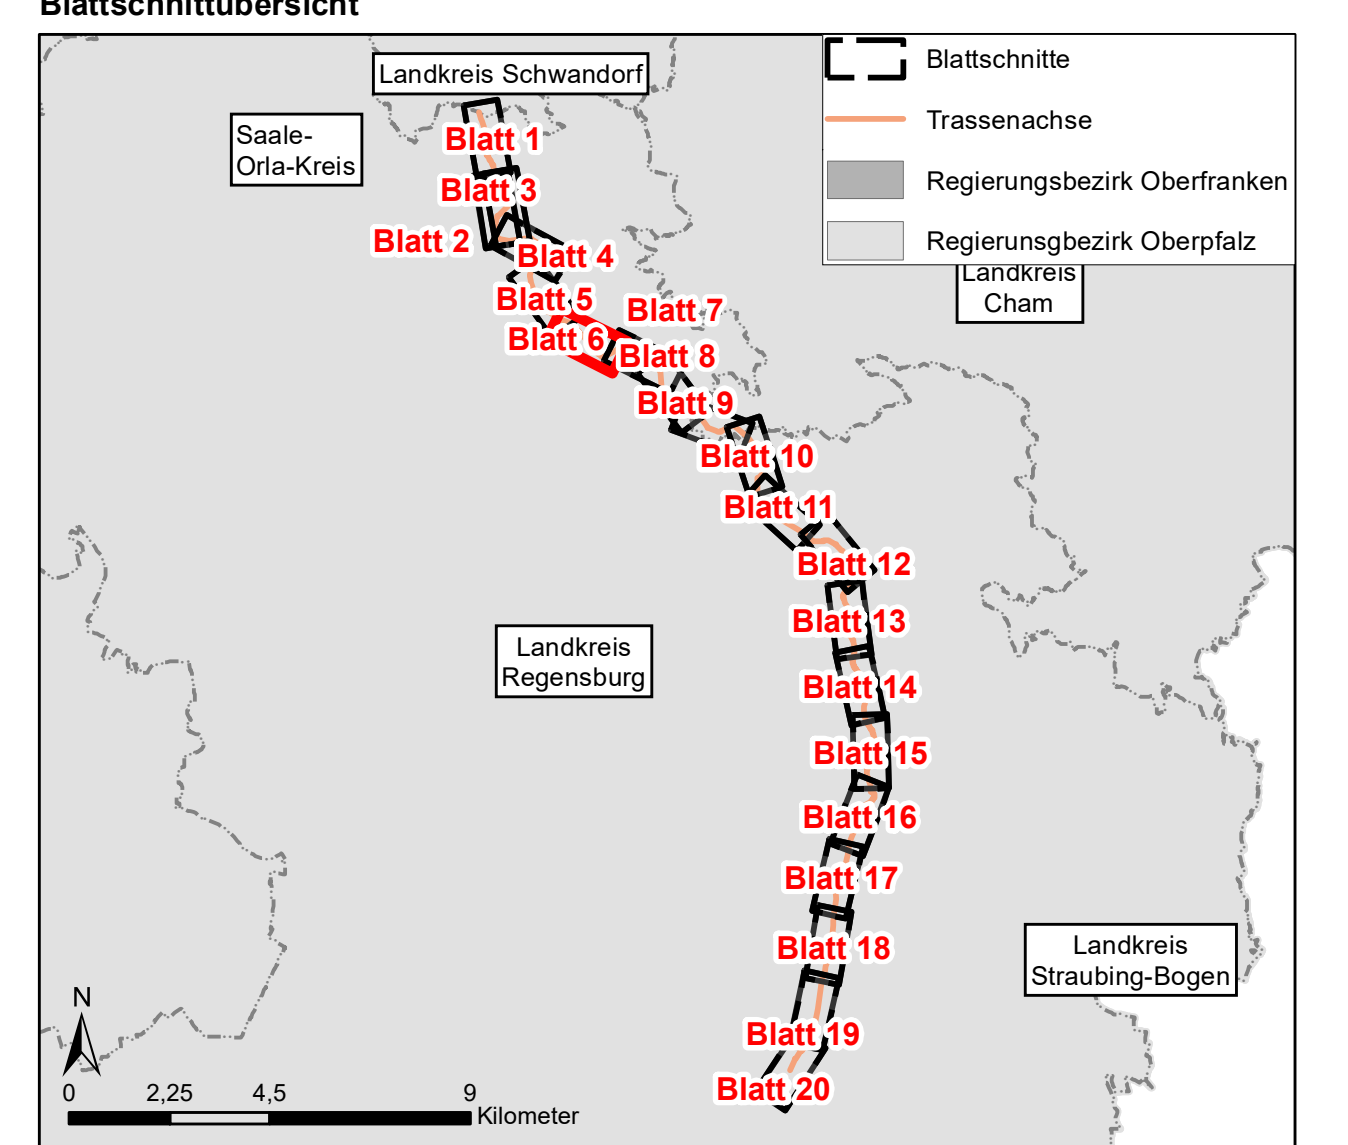 Blattschnittübersicht
Landkreis Schwandorf
Saale-
Orla-Kreis
Blattschnitte
Trassenachse
Regierungsbezirk Oberfranken
Regierunsgbezirk Oberpfalz
Landkreis
Cham
Blatt 1
Blatt 3
Blatt 2
Blatt 4
Blatt 5
Blatt 7
Blatt 6
Blatt 8
Blatt 9
Blatt 10
Blatt 11
Blatt 12
Blatt 13
Landkreis
Regensburg
Blatt 14
Blatt 15
Blatt 16
Blatt 17
Blatt 18
Landkreis
Straubing-Bogen
Blatt 19
Blatt 20
N
0 2,25 4,5 9
Kilometer